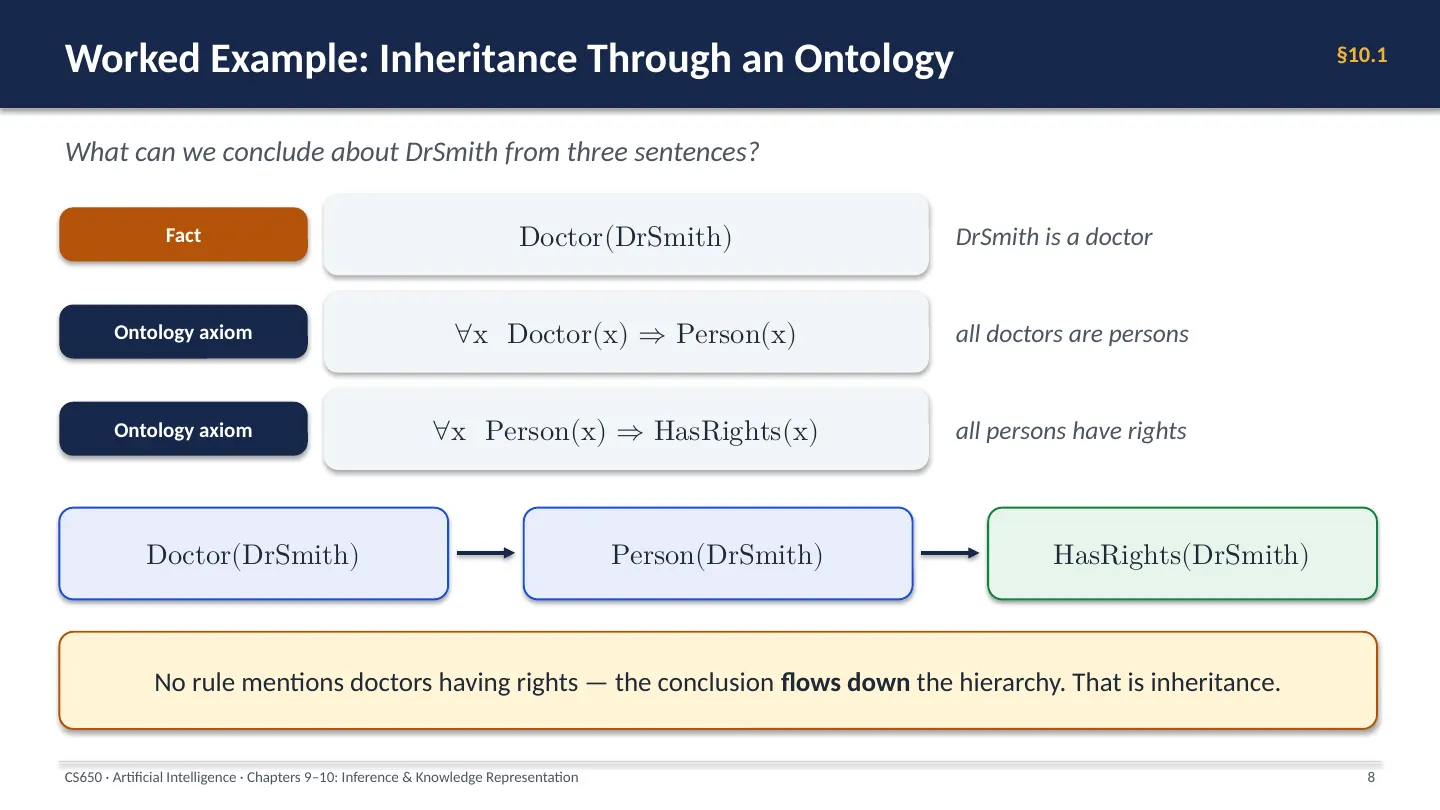 Worked Example: Inheritance Through an Ontology
§10.1
What can we conclude about DrSmith from three sentences?
Fact
Doctor(DrSmith)
DrSmith is a doctor
Ontology axiom
∀x Doctor(x) ⇒ Person(x)
all doctors are persons
Ontology axiom
∀x Person(x) ⇒ HasRights(x)
all persons have rights
Doctor(DrSmith)
Person(DrSmith)
HasRights(DrSmith)
No rule mentions doctors having rights — the conclusion flows down the hierarchy. That is inheritance.
CS650 · Artificial Intelligence · Chapters 9–10: Inference & Knowledge Representation
8